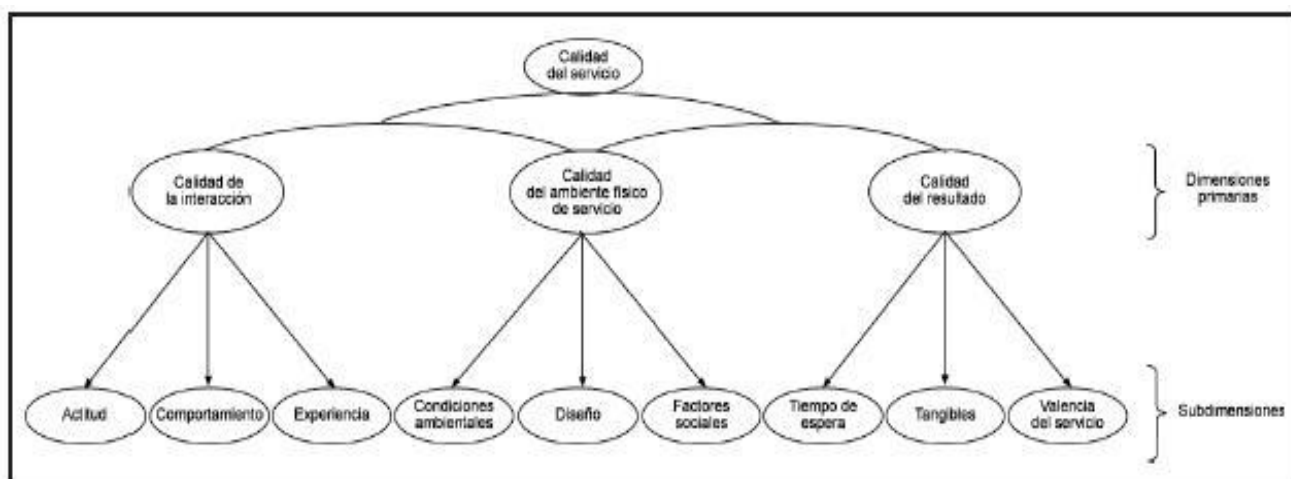 Calidad
del servicio
Calidad de
la interacción
Calidad
del ambiente físico
de servicio
Calidad
del resultado
Dimensiones
primarias
Actitud
Comportamiento
Experiencia
Condiciones
ambientales
Diseño
Factores
sociales
Tiempo de
espera
Tangibles
Valencia
del servicio
Subdimensiones